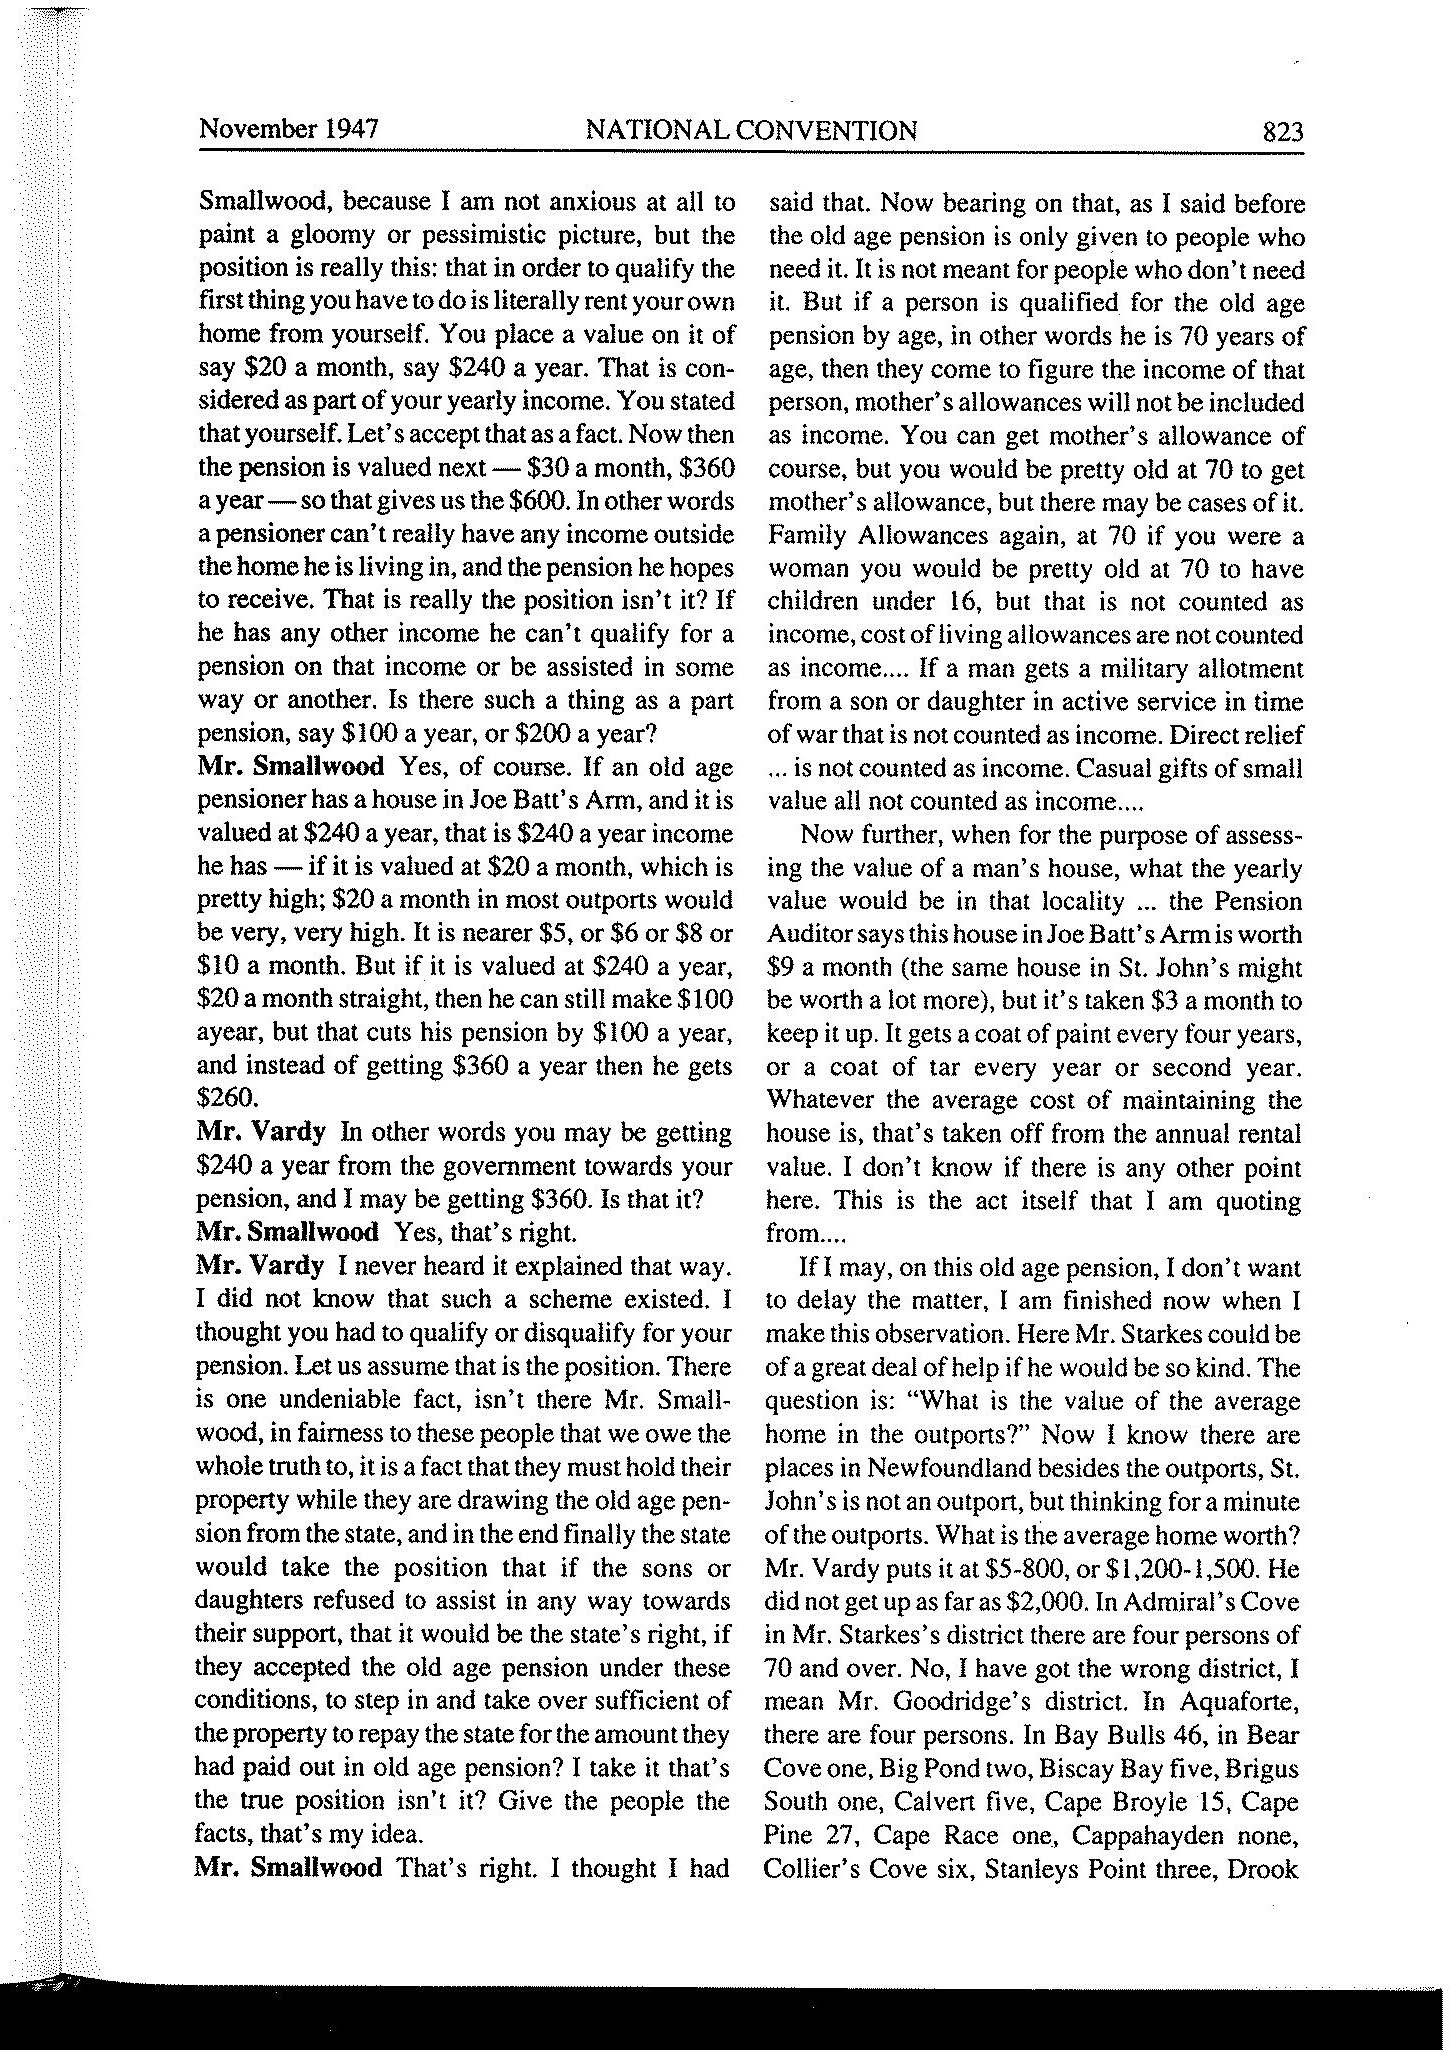 November 1947 NATIONAL CONVENTION 823
Smallwood, because I am not anxious at all to
paint a gloomy or pessimistic picture, but the
position is really this: that in order to qualify the
first thing you have to do is literally rent your own
home from yourself. You place a value on it of
say $20 a month, say $240 a year. That is con-
sidered as part of your yearly income. You stated
that yourself. Let's accept that as a fact. Now then
the pension is valued next — $30 a month, $360
a year — so that gives us the $600. In other words
a pensioner can't really have any income outside
the home he is living in, and the pension he hopes
to receive. That is really the position isn't it? If
he has any other income he can't qualify for a
pension on that income or be assisted in some
way or another. Is there such a thing as a part
pension, say $100 a year, or $200 a year?
Mr. Smallwood Yes, of course. If an old age
pensioner has a house in Joe Batt's Arm, and it is
valued at $240 a year, that is $240 a year income
he has — if it is valued at $20 a month, which is
pretty high; $20 a month in most outports would
be very, very high. It is nearer $5, or $6 or $8 or
$10 a month. But if it is valued at $240 a year,
$20 a month straight, then he can still make $100
ayear, but that cuts his pension by $100 a year,
and instead of getting $360 a year then he gets
$260.
Mr. Vardy In other words you may be getting
$240 a year from the government towards your
pension, and I may be getting $360. Is that it?
Mr. Smallwood Yes, that's right.
Mr. Vardy I never heard it explained that way.
I did not know that such a scheme existed. I
thought you had to qualify or disqualify for your
pension. Let us assume that is the position. There
is one undeniable fact, isn't there Mr. Small-
wood, in fairness to these people that we owe the
whole truth to, it is a fact that they must hold their
property while they are drawing the old age pen-
sion from the state, and in the end finally the state
would take the position that if the sons or
daughters refused to assist in any way towards
their support, that it would be the state's right, if
they accepted the old age pension under these
conditions, to step in and take over sufficient of
the property to repay the state for the amount they
had paid out in old age pension? I take it that's
the true position isn't it? Give the people the
facts, that's my idea.
Mr. Smallwood That's right. I thought I had
said that. Now bearing on that, as I said before
the old age pension is only given to people who
need it. It is not meant for people who don't need
it. But if a person is qualified for the old age
pension by age, in other words he is 70 years of
age, then they come to figure the income of that
person, mother's allowances will not be included
as income. You can get mother's allowance of
course, but you would be pretty old at 70 to get
mother's allowance, but there may be cases of it.
Family Allowances again, at 70 if you were a
woman you would be pretty old at 70 to have
children under 16, but that is not counted as
income, cost of living allowances are not counted
as income.... If a man gets a military allotment
from a son or daughter in active service in time
of war that is not counted as income. Direct relief
... is not counted as income. Casual gifts of small
value all not counted as income....
Now further, when for the purpose of assess-
ing the value of a man's house, what the yearly
value would be in that locality ... the Pension
Auditor says this house in Joe Batt's Arm is worth
$9 a month (the same house in St. John's might
be worth a lot more), but it's taken $3 a month to
keep it up. It gets a coat of paint every four years,
or a coat of tar every year or second year.
Whatever the average cost of maintaining the
house is, that's taken off from the annual rental
value. I don't know if there is any other point
here. This is the act itself that I am quoting
from....
If I may, on this old age pension, I don't want
to delay the matter, I am finished now when I
make this observation. Here Mr. Starkes could be
of a great deal of help if he would be so kind. The
question is: "What is the value of the average
home in the outports?" Now I know there are
places in Newfoundland besides the outports, St.
John's is not an outport, but thinking for a minute
of the outports. What is the average home worth?
Mr. Vardy puts it at $5-800, or $1,200-1,500. He
did not get up as far as $2,000. In Admiral's Cove
in Mr. Starkes's district there are four persons of
70 and over. No, I have got the wrong district, I
mean Mr. Goodridge's district. In Aquaforte,
there are four persons. In Bay Bulls 46, in Bear
Cove one, Big Pond two, Biscay Bay five, Brigus
South one, Calvert five, Cape Broyle 15, Cape
Pine 27, Cape Race one, Cappahayden none,
Collier's Cove six, Stanleys Point three, Drook